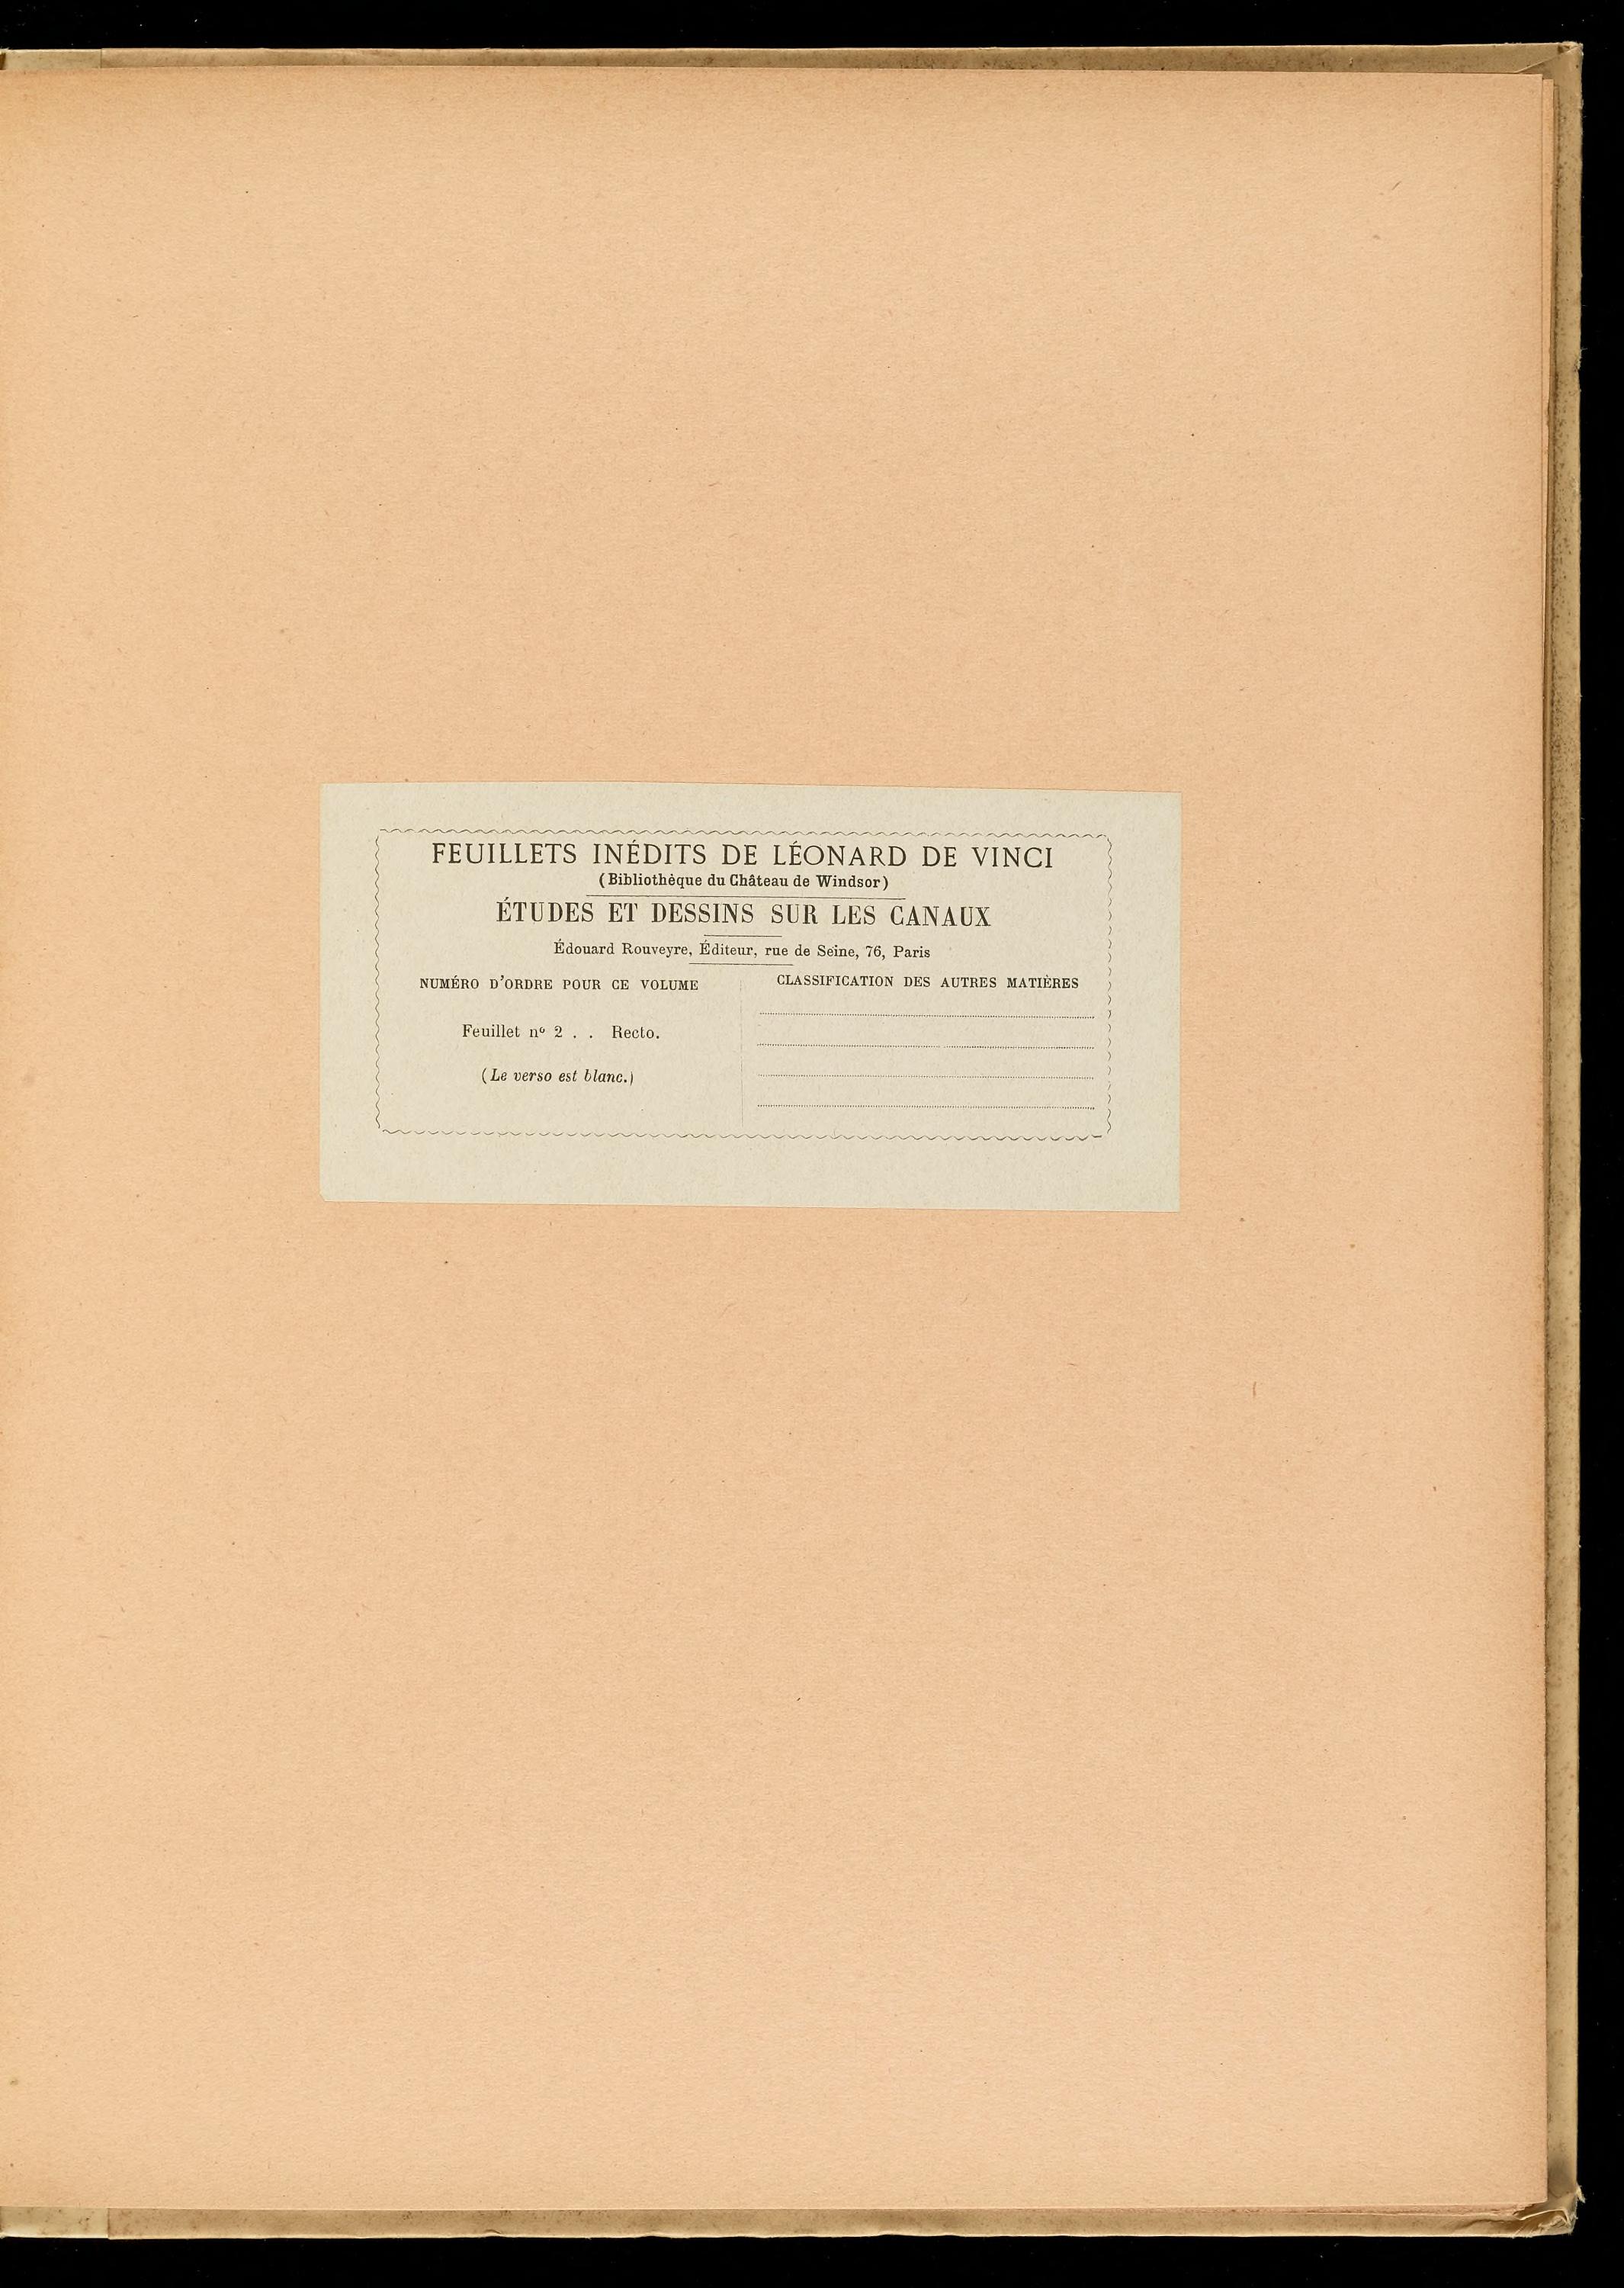 FEUILLETS INÉDITS DE LÉONARD DE VINCI
(Bibliothèque du Château de Windsor)
ÉTUDES ET DESSINS SUR LES CANAUX
Édouard Rouveyre, Éditeur, rue de Seine, 76, Paris
NUMÉRO D'ORDRE POUR CE VOLUME
Feuillet nº 2 . . Recto.
(Le verso est blanc.)
CLASSIFICATION DES AUTRES MATIÈRES